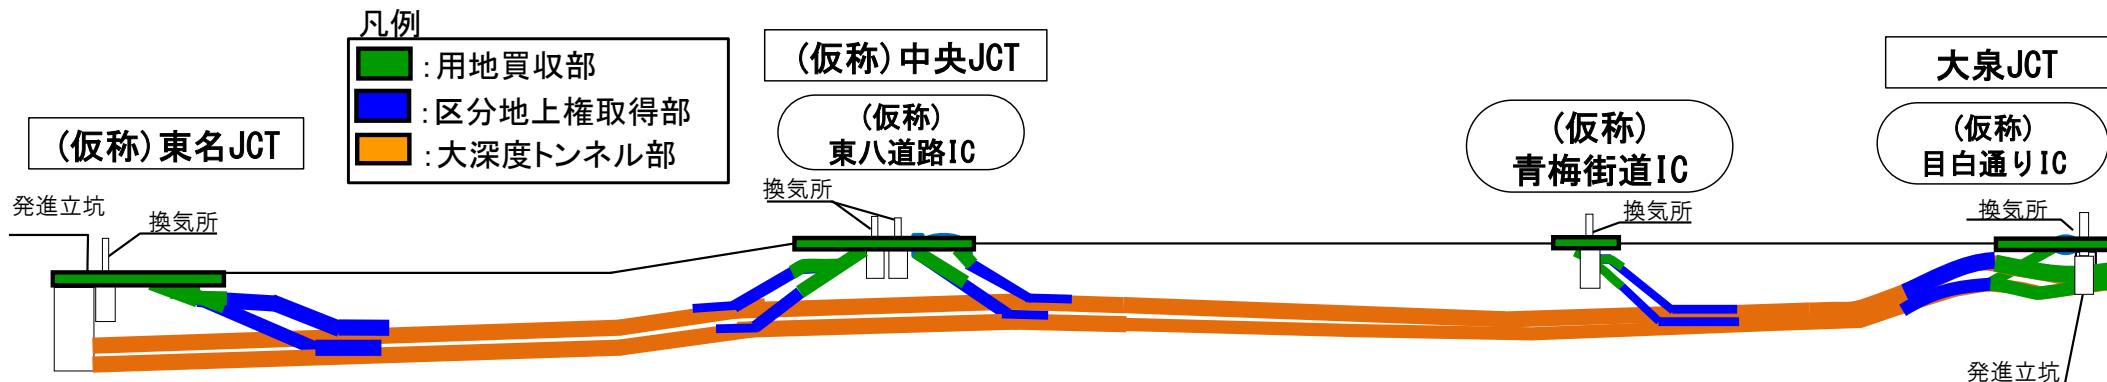 凡例
:用地買収部
:区分地上権取得部
:大深度トンネル部
(仮称)東名JCT
発進立坑
換気所
(仮称)中央JCT
(仮称)
東八道路IC
換気所
(仮称)
青梅街道IC
換気所
大泉JCT
(仮称)
目白通りIC
換気所
発進立坑